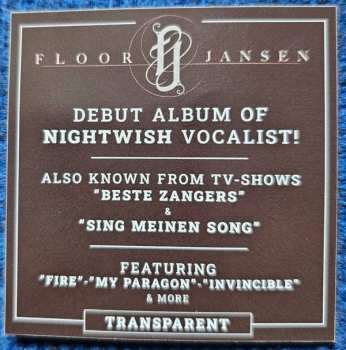 FLOOR JANSEN
DEBUT ALBUM OF
NIGHTWISH VOCALIST!
ALSO KNOWN FROM TV-SHOWS
"BESTE ZANGERS"
&
"SING MEINEN SONG"
FEATURING
"FIRE"-"MY PARAGON"-"INVINCIBLE"
& MORE
TRANSPARENT